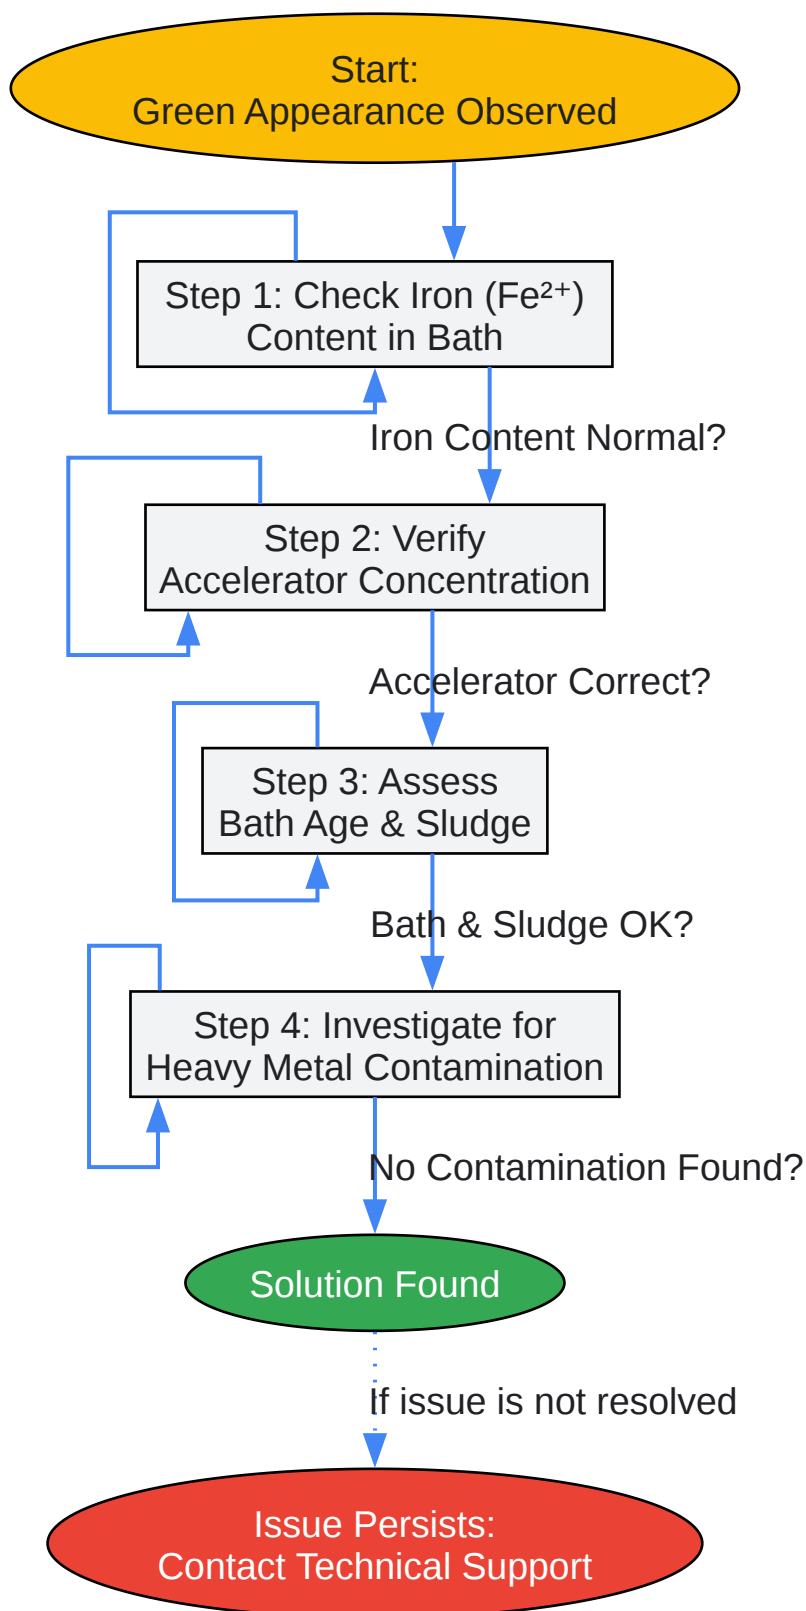 Start:
Green Appearance Observed
Step 1: Check Iron (Fe²⁺)
Content in Bath
Iron Content Normal?
Step 2: Verify
Accelerator Concentration
Accelerator Correct?
Step 3: Assess
Bath Age & Sludge
Bath & Sludge OK?
Step 4: Investigate for
Heavy Metal Contamination
No Contamination Found?
Solution Found
If issue is not resolved
Issue Persists:
Contact Technical Support